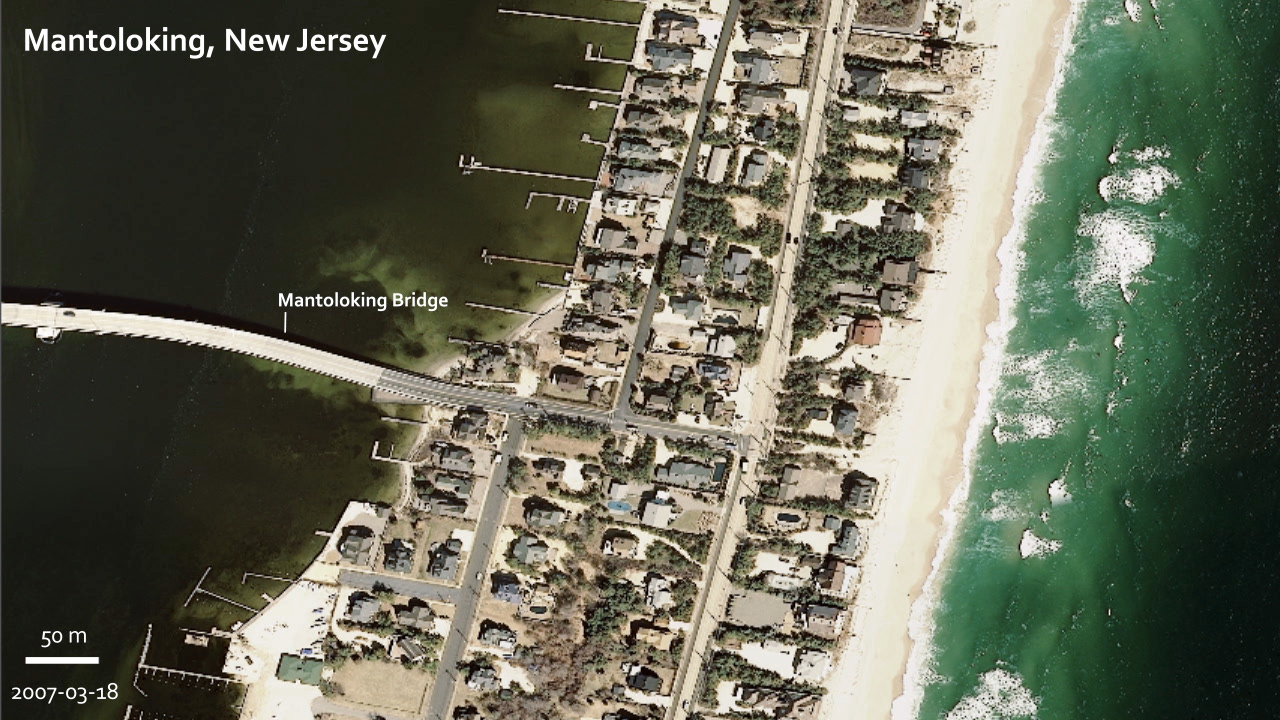 Mantoloking, New Jersey
Mantoloking Bridge
50 m
2007-03-18